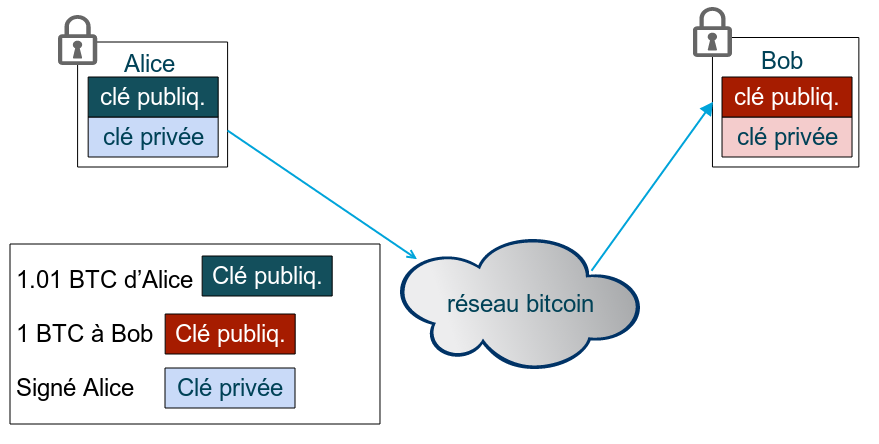 Alice
clé publiq.
clé privée
Bob
clé publiq.
clé privée
1.01 BTC d’Alice Clé publiq.
1 BTC à Bob Clé publiq.
Signé Alice Clé privée
réseau bitcoin